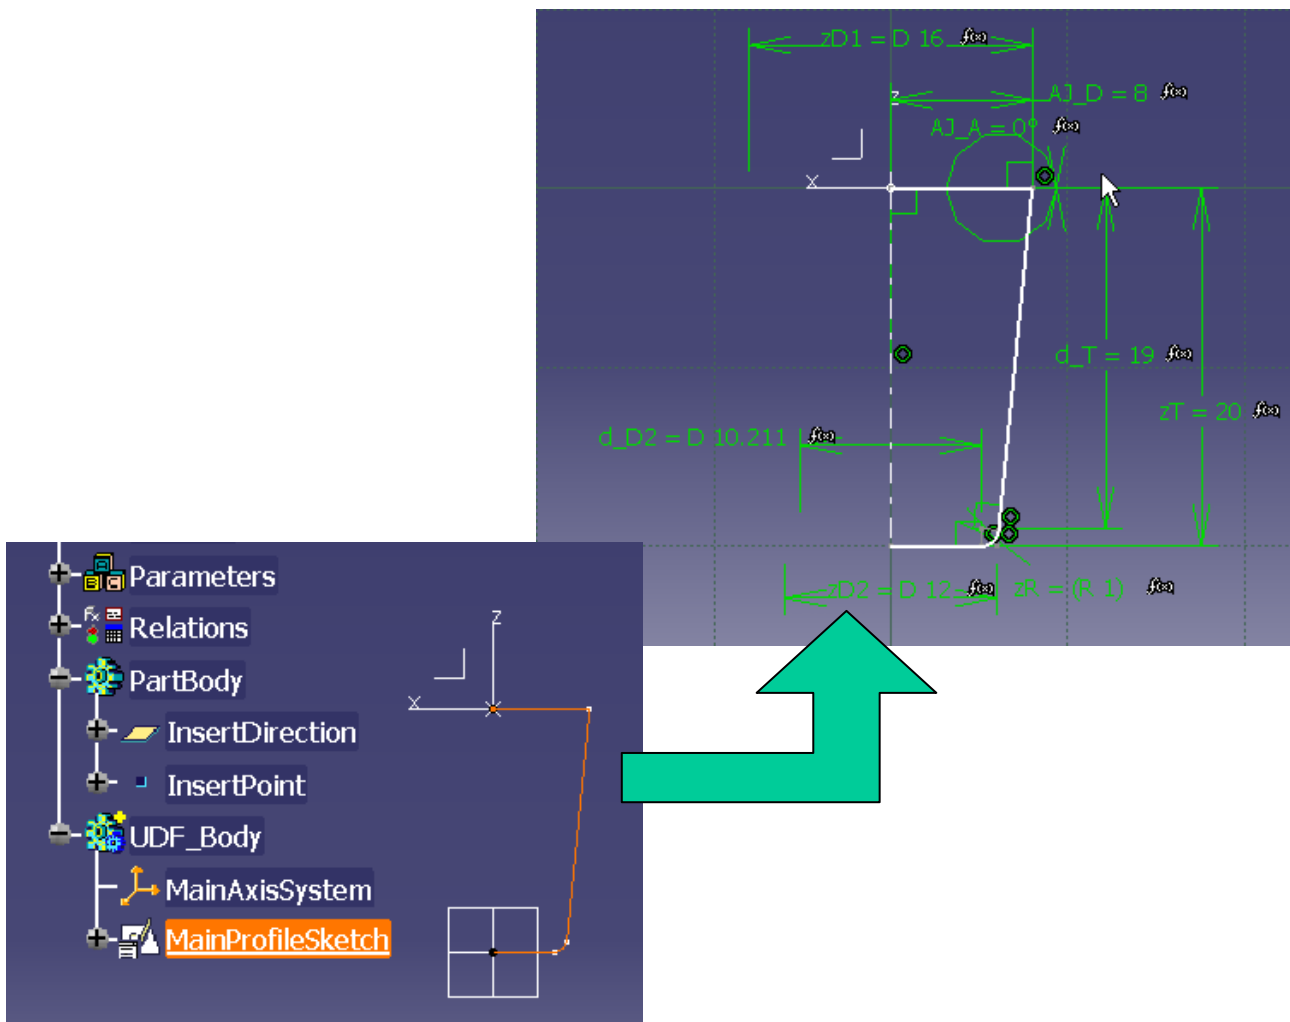 zD1 = D 16 f(x)
z
AJ_D = 8 f(x)
AJ_A = 0° f(x)
x
d_T = 19 f(x)
zT = 20 f(x)
d_D2 = D 10.211 f(x)
zD2 = D 12 f(x)
zR = (R 1) f(x)
Parameters
Relations
PartBody
InsertDirection
InsertPoint
UDF_Body
MainAxisSystem
MainProfileSketch
z
x